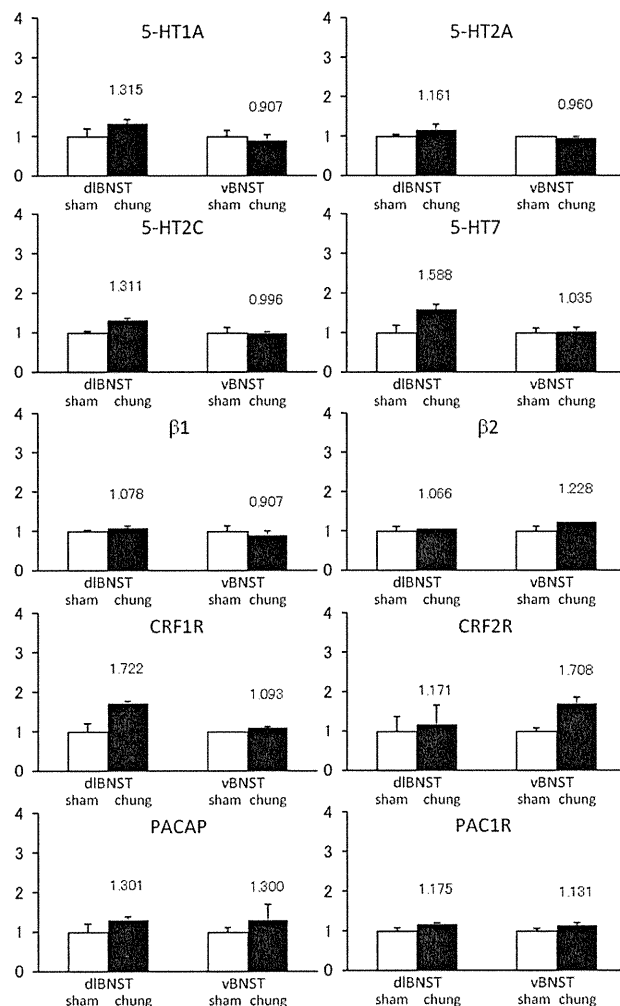 4 3 2 1 0
5-HT1A
1.315 0.907
dlBNST vBNST
sham chung sham chung
4 3 2 1 0
5-HT2A
1.161 0.960
dlBNST vBNST
sham chung sham chung
4 3 2 1 0
5-HT2C
1.311 0.996
dlBNST vBNST
sham chung sham chung
4 3 2 1 0
5-HT7
1.588 1.035
dlBNST vBNST
sham chung sham chung
4 3 2 1 0
β1
1.078 0.907
dlBNST vBNST
sham chung sham chung
4 3 2 1 0
β2
1.066 1.228
dlBNST vBNST
sham chung sham chung
4 3 2 1 0
CRF1R
1.722 1.093
dlBNST vBNST
sham chung sham chung
4 3 2 1 0
CRF2R
1.171 1.708
dlBNST vBNST
sham chung sham chung
4 3 2 1 0
PACAP
1.301 1.300
dlBNST vBNST
sham chung sham chung
4 3 2 1 0
PAC1R
1.175 1.131
dlBNST vBNST
sham chung sham chung